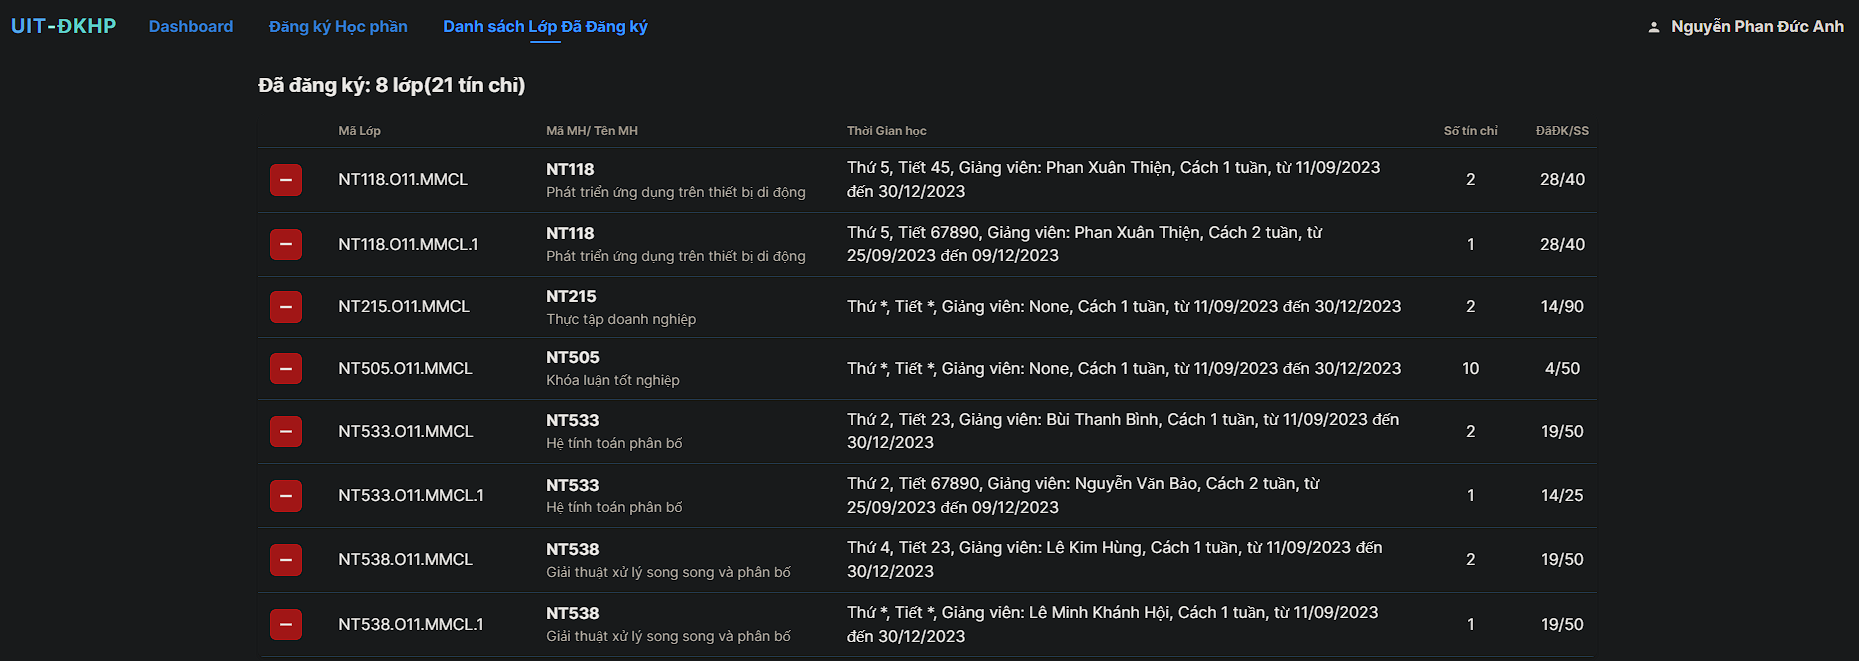 UIT-ĐKHP Dashboard Đăng ký Học phần Danh sách Lớp Đã Đăng ký Nguyễn Phan Đức Anh
Đã đăng ký: 8 lớp(21 tín chỉ)
Mã Lớp Mã MH/ Tên MH Thời Gian học Số tín chỉ ĐãĐK/SS
NT118.O11.MMCL
NT118
Phát triển ứng dụng trên thiết bị di động
Thứ 5, Tiết 45, Giảng viên: Phan Xuân Thiện, Cách 1 tuần, từ 11/09/2023
đến 30/12/2023
2
28/40
NT118.O11.MMCL.1
NT118
Phát triển ứng dụng trên thiết bị di động
Thứ 5, Tiết 67890, Giảng viên: Phan Xuân Thiện, Cách 2 tuần, từ
25/09/2023 đến 09/12/2023
1
28/40
NT215.O11.MMCL
NT215
Thực tập doanh nghiệp
Thứ *, Tiết *, Giảng viên: None, Cách 1 tuần, từ 11/09/2023 đến 30/12/2023
2
14/90
NT505.O11.MMCL
NT505
Khóa luận tốt nghiệp
Thứ *, Tiết *, Giảng viên: None, Cách 1 tuần, từ 11/09/2023 đến 30/12/2023
10
4/50
NT533.O11.MMCL
NT533
Hệ tính toán phân bố
Thứ 2, Tiết 23, Giảng viên: Bùi Thanh Bình, Cách 1 tuần, từ 11/09/2023 đến
30/12/2023
2
19/50
NT533.O11.MMCL.1
NT533
Hệ tính toán phân bố
Thứ 2, Tiết 67890, Giảng viên: Nguyễn Văn Bảo, Cách 2 tuần, từ
25/09/2023 đến 09/12/2023
1
14/25
NT538.O11.MMCL
NT538
Giải thuật xử lý song song và phân bố
Thứ 4, Tiết 23, Giảng viên: Lê Kim Hùng, Cách 1 tuần, từ 11/09/2023 đến
30/12/2023
2
19/50
NT538.O11.MMCL.1
NT538
Giải thuật xử lý song song và phân bố
Thứ *, Tiết *, Giảng viên: Lê Minh Khánh Hội, Cách 1 tuần, từ 11/09/2023
đến 30/12/2023
1
19/50